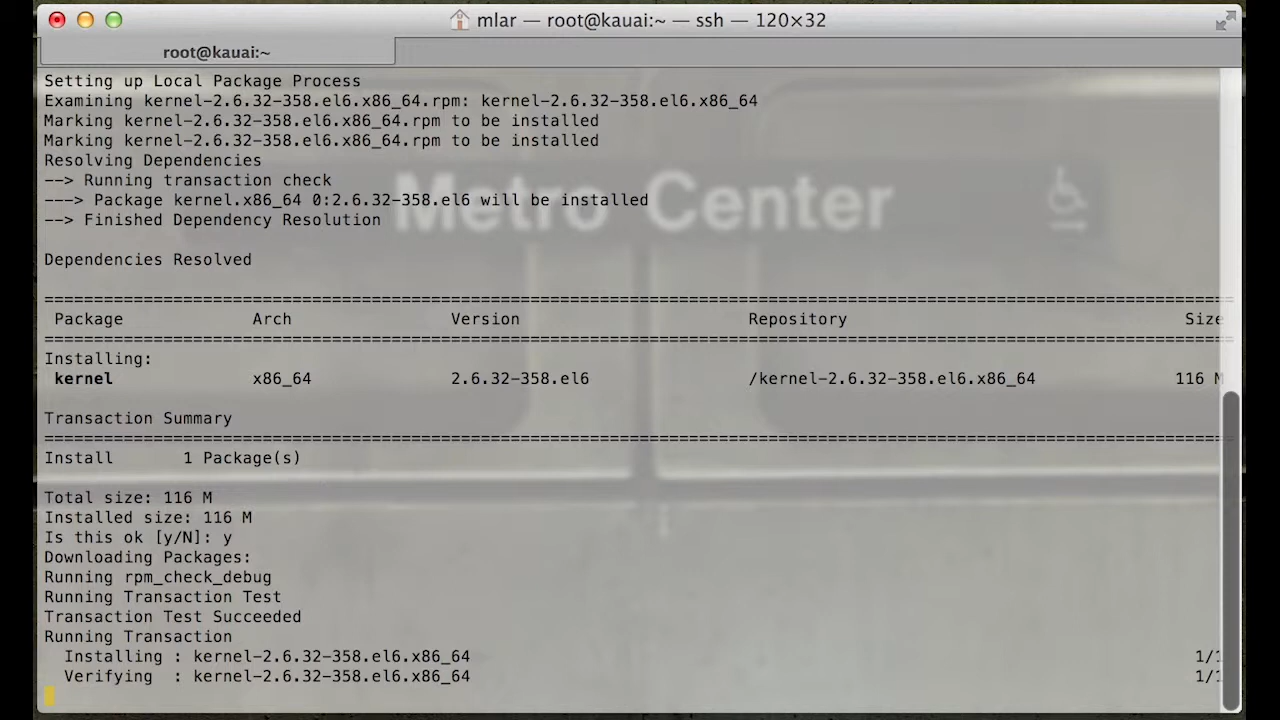 mlar — root@kauai:~ — ssh — 120×32
root@kauai:~
Setting up Local Package Process
Examining kernel-2.6.32-358.el6.x86_64.rpm: kernel-2.6.32-358.el6.x86_64
Marking kernel-2.6.32-358.el6.x86_64.rpm to be installed
Marking kernel-2.6.32-358.el6.x86_64.rpm to be installed
Resolving Dependencies
--> Running transaction check
---> Package kernel.x86_64 0:2.6.32-358.el6 will be installed
--> Finished Dependency Resolution
Metro Center
Dependencies Resolved
========================================================================================================================
Package Arch Version Repository Size
========================================================================================================================
Installing:
kernel x86_64 2.6.32-358.el6 /kernel-2.6.32-358.el6.x86_64 116 M
Transaction Summary
========================================================================================================================
Install 1 Package(s)
Total size: 116 M
Installed size: 116 M
Is this ok [y/N]: y
Downloading Packages:
Running rpm_check_debug
Running Transaction Test
Transaction Test Succeeded
Running Transaction
Installing : kernel-2.6.32-358.el6.x86_64 1/1
Verifying : kernel-2.6.32-358.el6.x86_64 1/1